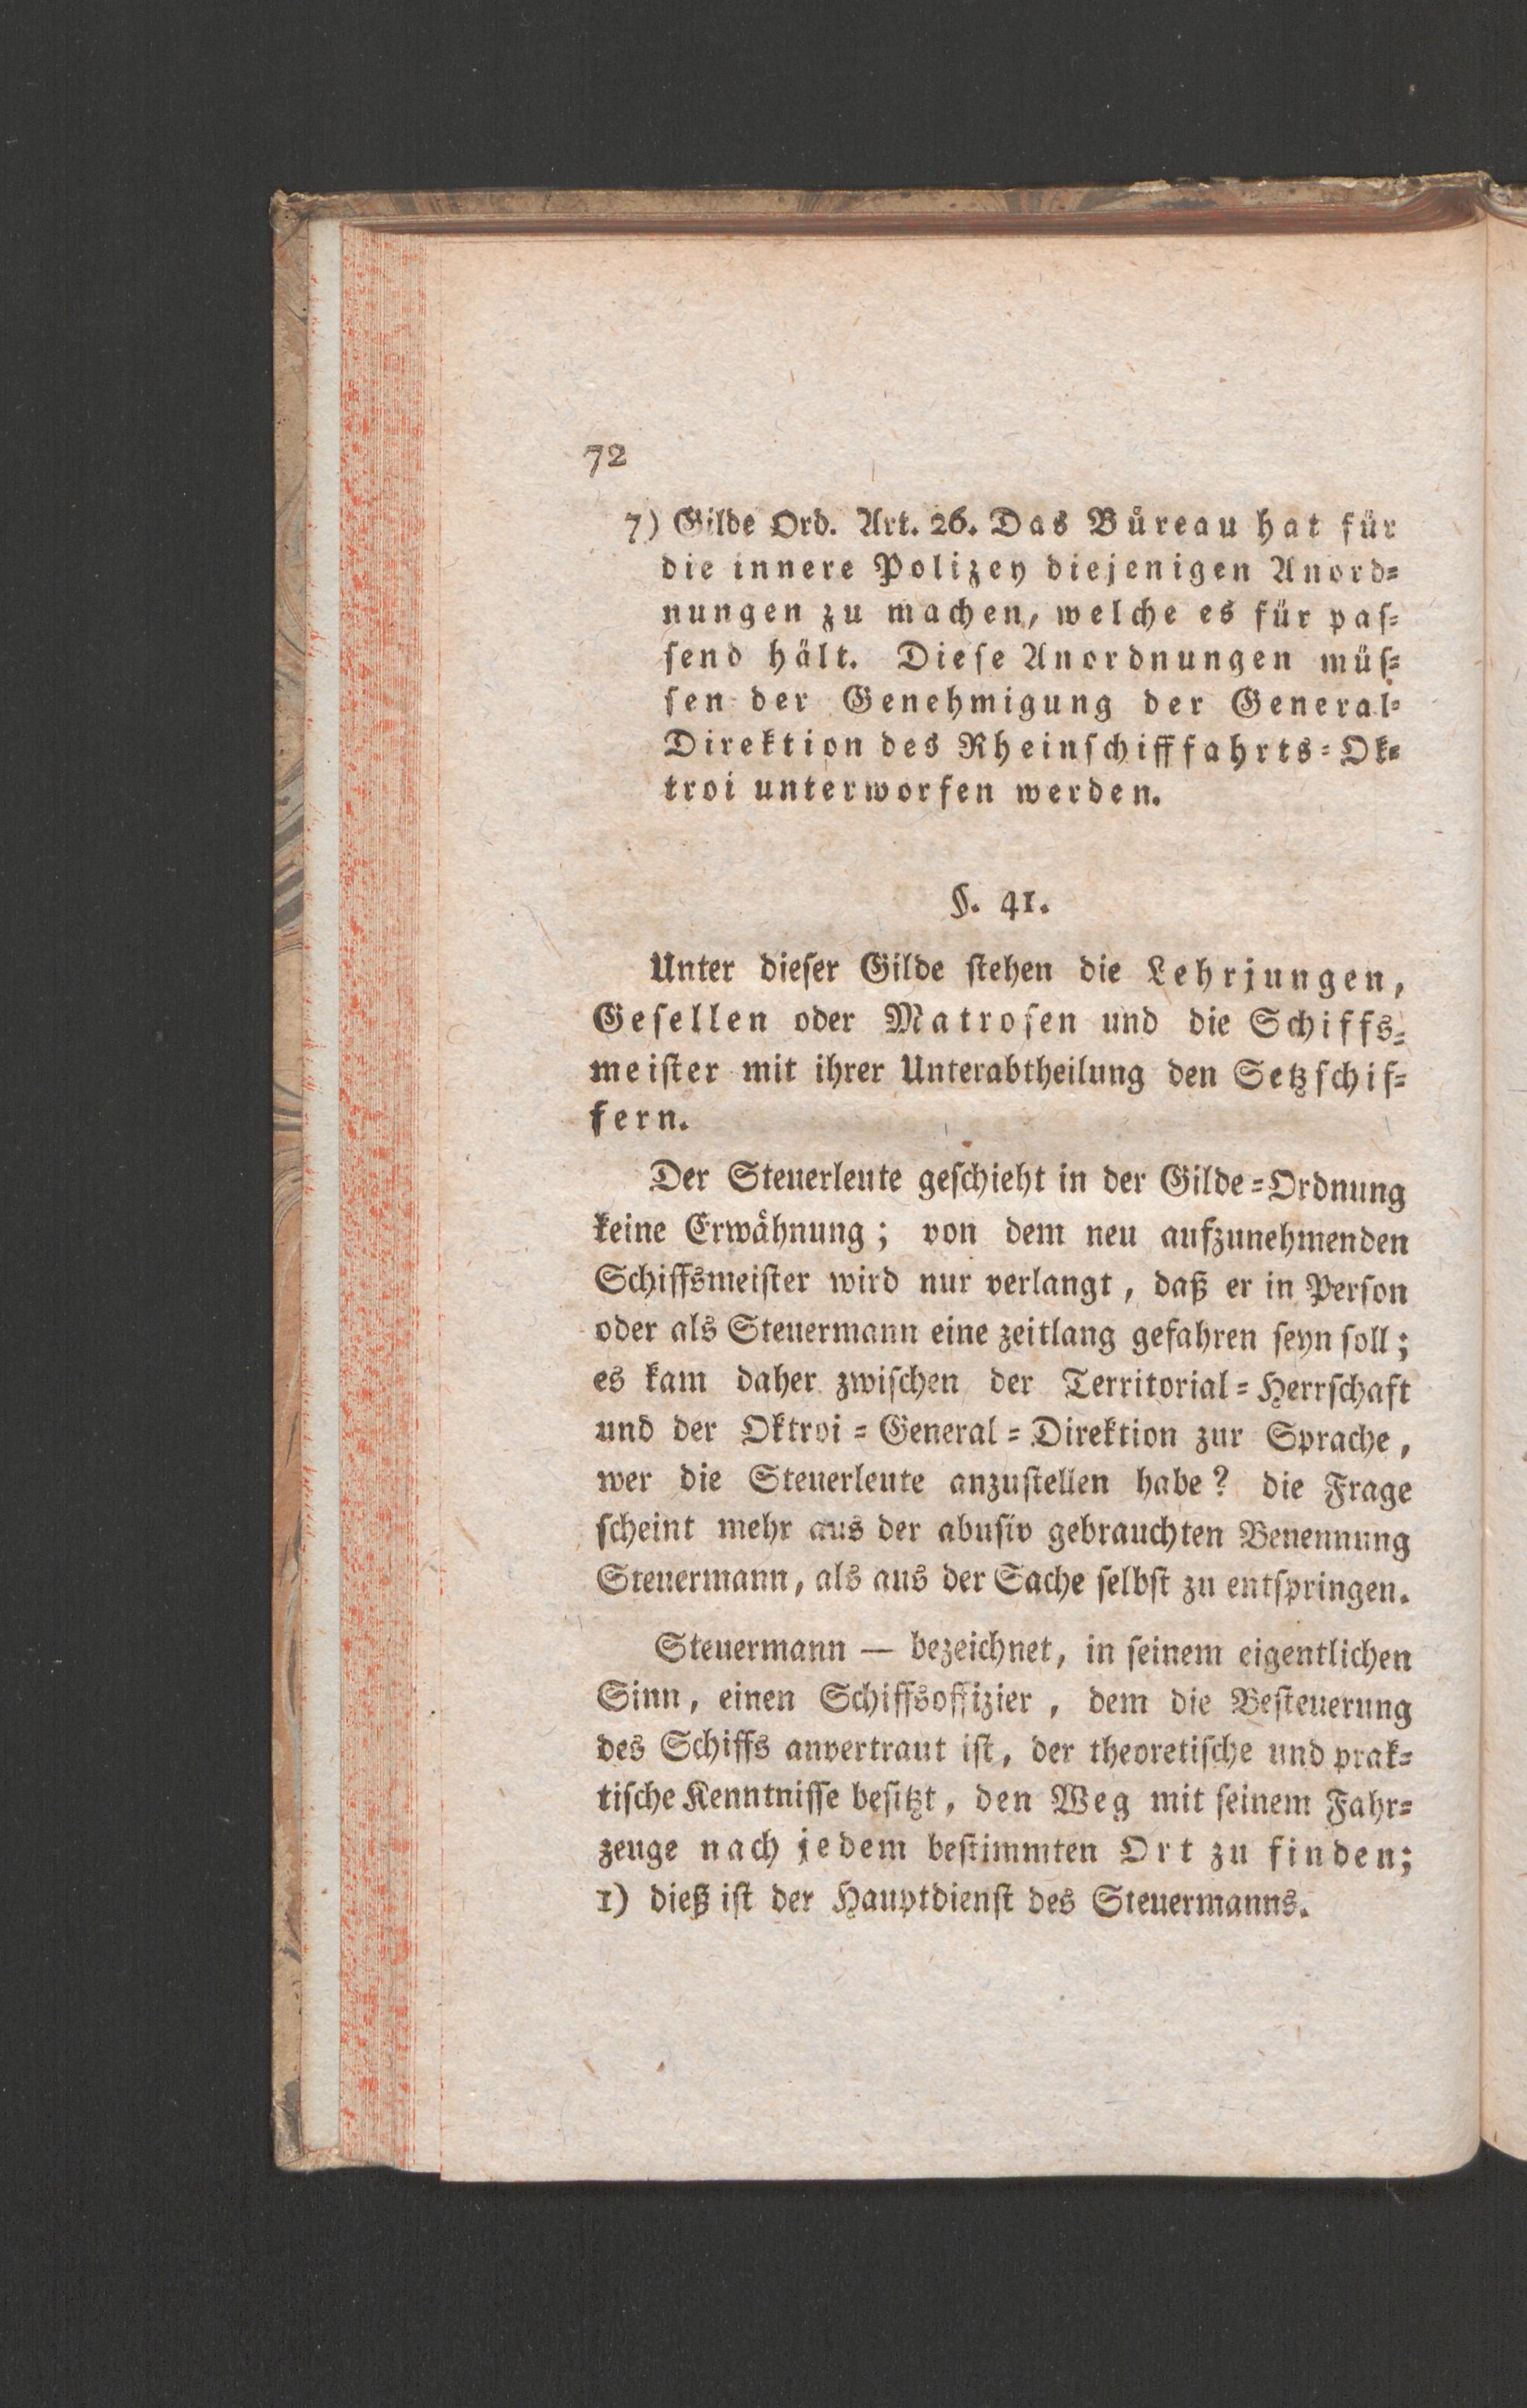 72
7) Gilde Ord. Art. 26. Das Büreau hat für
die innere Polizey diejenigen Anord=
nungen zu machen, welche es für paſ=
ſend hält. Dieſe Anordnungen müſ=
ſen der Genehmigung der General=
Direktion des Rheinſchifffahrts=Ok=
troi unterworfen werden.
§. 41.
Unter dieſer Gilde ſtehen die Lehrjungen,
Geſellen oder Matroſen und die Schiffs=
meiſter mit ihrer Unterabtheilung den Setzſchif=
fern.
Der Steuerleute geſchieht in der Gilde=Ordnung
keine Erwähnung; von dem neu aufzunehmenden
Schiffsmeiſter wird nur verlangt, daß er in Perſon
oder als Steuermann eine zeitlang gefahren ſeyn ſoll;
es kam daher zwiſchen der Territorial=Herrſchaft
und der Oktroi=General=Direktion zur Sprache,
wer die Steuerleute anzuſtellen habe? die Frage
ſcheint mehr aus der abuſiv gebrauchten Benennung
Steuermann, als aus der Sache ſelbſt zu entſpringen.
Steuermann — bezeichnet, in ſeinem eigentlichen
Sinn, einen Schiffsoffizier, dem die Beſteuerung
des Schiffs anvertraut iſt, der theoretiſche und prak=
tiſche Kenntniſſe beſitzt, den Weg mit ſeinem Fahr=
zeuge nach jedem beſtimmten Ort zu finden;
1) dieß iſt der Hauptdienſt des Steuermanns.